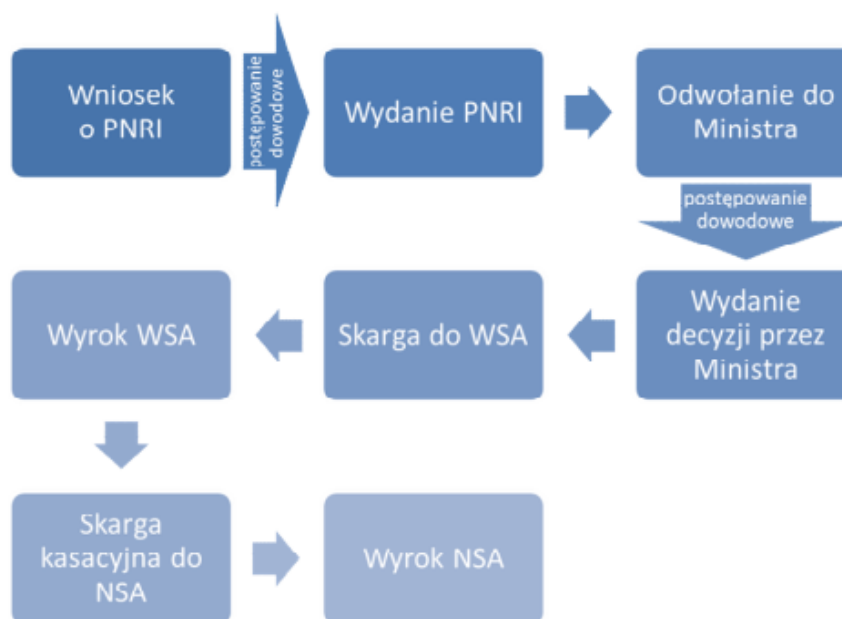 Wniosek
o PNRI
postępowanie
dowodowe
Wydanie PNRI
Odwołanie do
Ministra
postępowanie
dowodowe
Wydanie
decyzji przez
Ministra
Skarga do WSA
Wyrok WSA
Skarga
kasacyjna do
NSA
Wyrok NSA